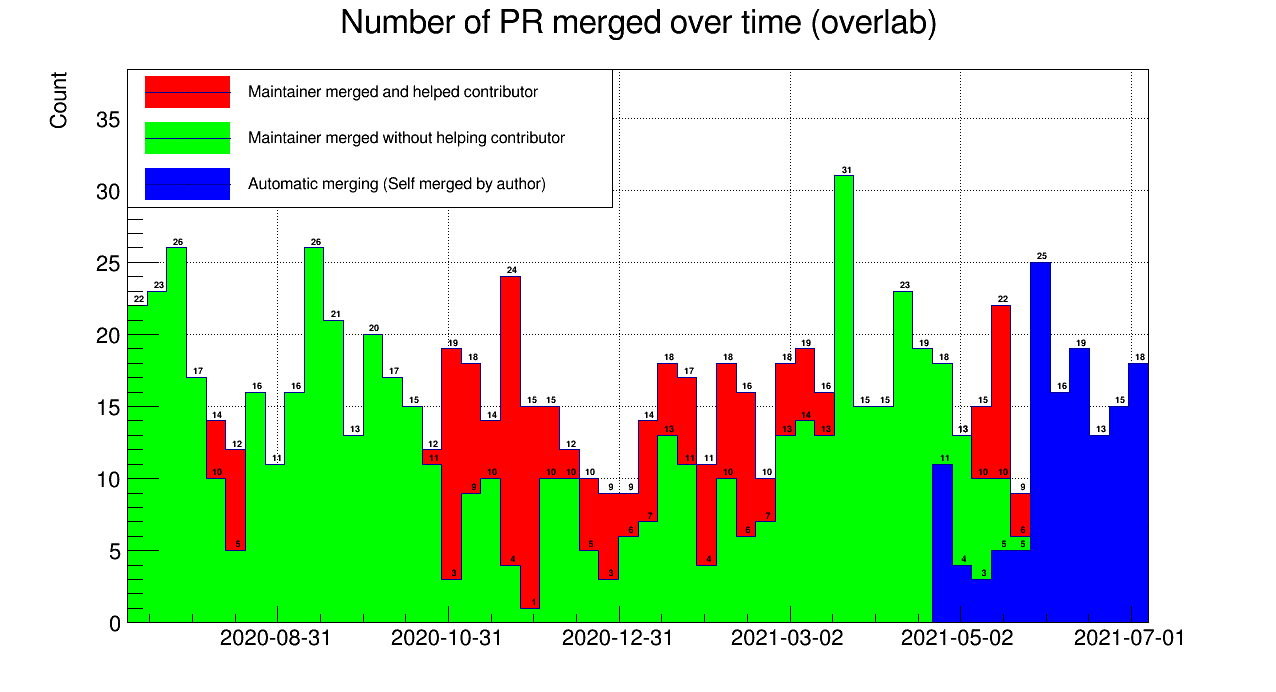 Number of PR merged over time (overlab)
Count
Maintainer merged and helped contributor
Maintainer merged without helping contributor
Automatic merging (Self merged by author)
35
30
25
20
15
10
5
0
22 23 26 17 14 10 12 5 16 11 16 26 21 13 20 17 15 12 11 19 3 18 9 14 10 24 4 15 1 15 10 12 10 10 5 9 3 9 6 14 7 18 13 17 11 11 4 18 10 16 6 10 7 18 13 19 14 16 13 31 15 15 23 19 18 11 13 4 15 10 3 22 10 5 9 6 5 25 16 19 13 15 18
2020-08-31 2020-10-31 2020-12-31 2021-03-02 2021-05-02 2021-07-01